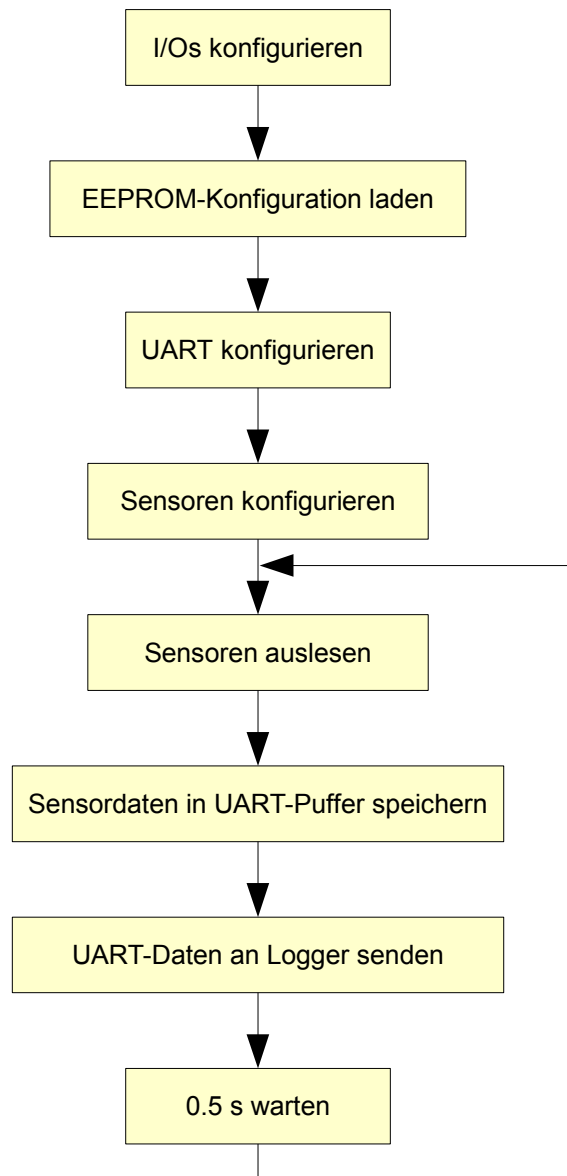 I/Os konfigurieren
EEPROM-Konfiguration laden
UART konfigurieren
Sensoren konfigurieren
Sensoren auslesen
Sensordaten in UART-Puffer speichern
UART-Daten an Logger senden
0.5 s warten